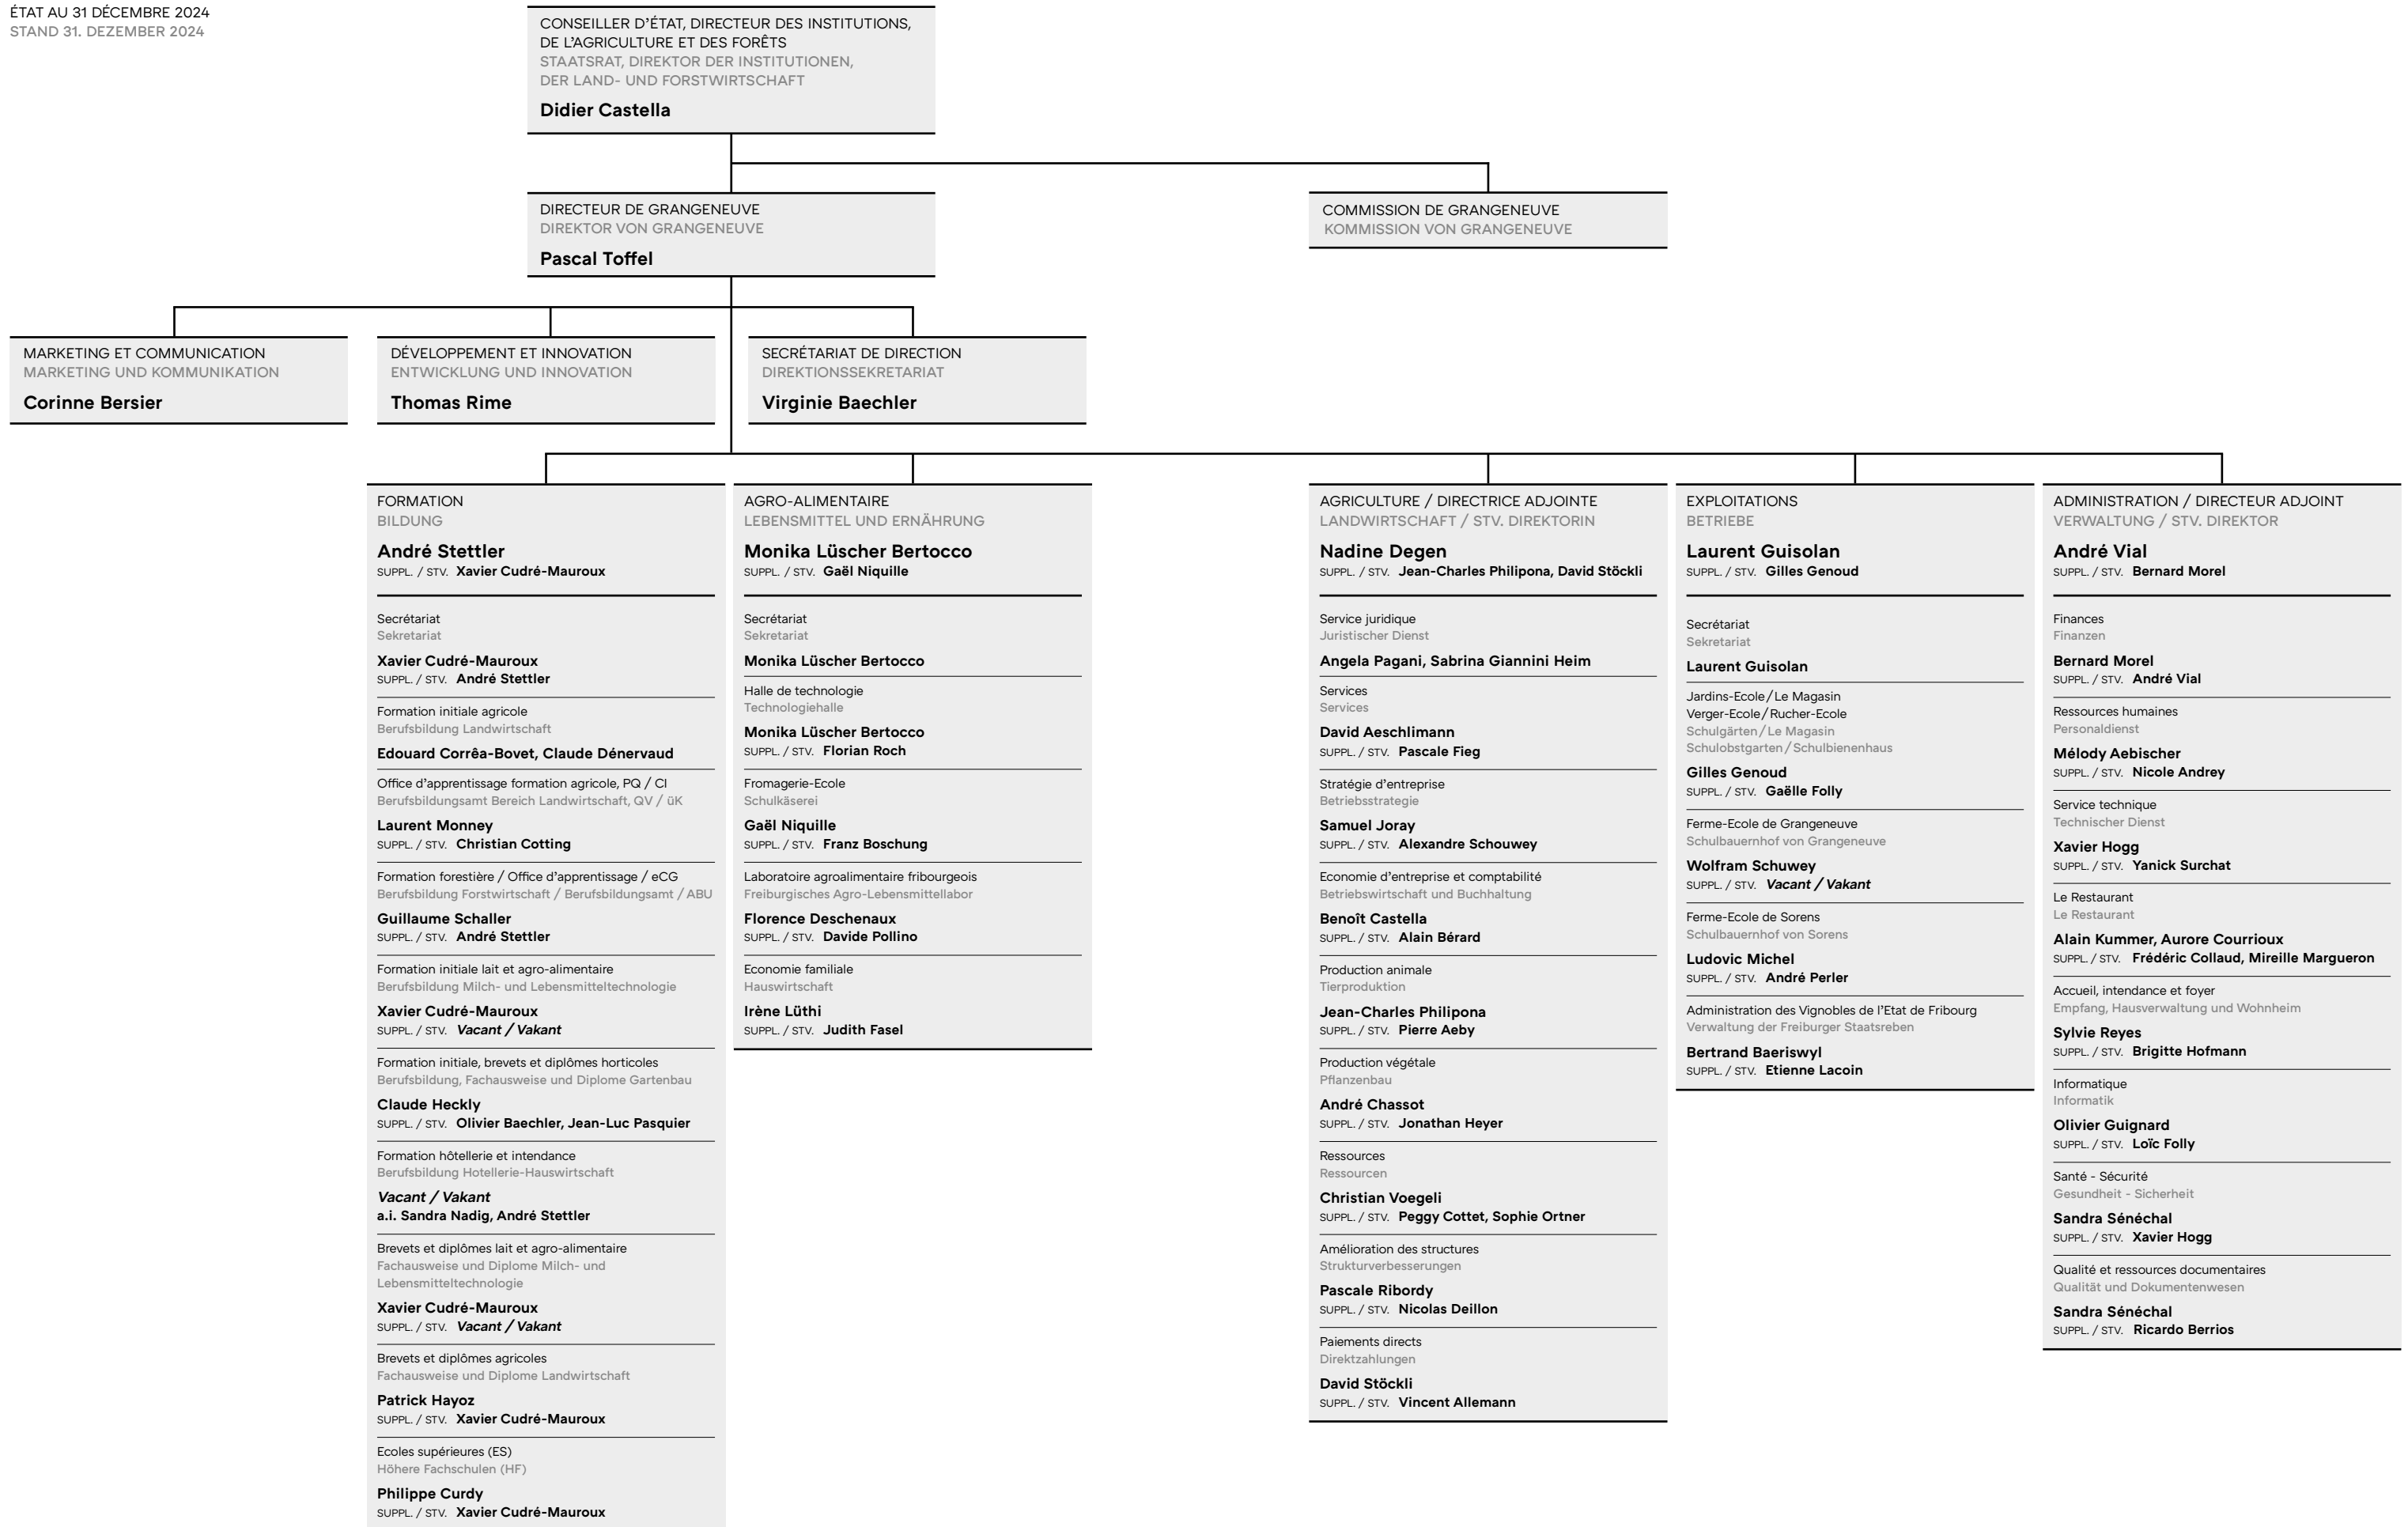 ÉTAT AU 31 DÉCEMBRE 2024
STAND 31. DEZEMBER 2024
CONSEILLER D'ÉTAT, DIRECTEUR DES INSTITUTIONS,
DE L'AGRICULTURE ET DES FORÊTS
STAATSRAT, DIREKTOR DER INSTITUTIONEN,
DER LAND- UND FORSTWIRTSCHAFT
Didier Castella
DIRECTEUR DE GRANGENEUVE
DIREKTOR VON GRANGENEUVE
Pascal Toffel
COMMISSION DE GRANGENEUVE
KOMMISSION VON GRANGENEUVE
MARKETING ET COMMUNICATION
MARKETING UND KOMMUNIKATION
Corinne Bersier
DÉVELOPPEMENT ET INNOVATION
ENTWICKLUNG UND INNOVATION
Thomas Rime
SECRÉTARIAT DE DIRECTION
DIREKTIONSSEKRETARIAT
Virginie Baechler
FORMATION
BILDUNG
André Stettler
SUPPL. / STV. Xavier Cudré-Mauroux
Secrétariat
Sekretariat
Xavier Cudré-Mauroux
SUPPL. / STV. André Stettler
Formation initiale agricole
Berufsbildung Landwirtschaft
Edouard Corrêa-Bovet, Claude Dénervaud
Office d'apprentissage formation agricole, PQ / CI
Berufsbildungsamt Bereich Landwirtschaft, QV / üK
Laurent Monney
SUPPL. / STV. Christian Cotting
Formation forestière / Office d'apprentissage / eCG
Berufsbildung Forstwirtschaft / Berufsbildungsamt / ABU
Guillaume Schaller
SUPPL. / STV. André Stettler
Formation initiale lait et agro-alimentaire
Berufsbildung Milch- und Lebensmitteltechnologie
Xavier Cudré-Mauroux
SUPPL. / STV. Vacant / Vakant
Formation initiale, brevets et diplômes horticoles
Berufsbildung, Fachausweise und Diplome Gartenbau
Claude Heckly
SUPPL. / STV. Olivier Baechler, Jean-Luc Pasquier
Formation hôtellerie et intendance
Berufsbildung Hotellerie-Hauswirtschaft
Vacant / Vakant
a.i. Sandra Nadig, André Stettler
Brevets et diplômes lait et agro-alimentaire
Fachausweise und Diplome Milch- und
Lebensmitteltechnologie
Xavier Cudré-Mauroux
SUPPL. / STV. Vacant / Vakant
Brevets et diplômes agricoles
Fachausweise und Diplome Landwirtschaft
Patrick Hayoz
SUPPL. / STV. Xavier Cudré-Mauroux
Ecoles supérieures (ES)
Höhere Fachschulen (HF)
Philippe Curdy
SUPPL. / STV. Xavier Cudré-Mauroux
AGRO-ALIMENTAIRE
LEBENSMITTEL UND ERNÄHRUNG
Monika Lüscher Bertocco
SUPPL. / STV. Gaël Niquille
Secrétariat
Sekretariat
Monika Lüscher Bertocco
Halle de technologie
Technologiehalle
Monika Lüscher Bertocco
SUPPL. / STV. Florian Roch
Fromagerie-Ecole
Schulkäserei
Gaël Niquille
SUPPL. / STV. Franz Boschung
Laboratoire agroalimentaire fribourgeois
Freiburgisches Agro-Lebensmittellabor
Florence Deschenaux
SUPPL. / STV. Davide Pollino
Economie familiale
Hauswirtschaft
Irène Lüthi
SUPPL. / STV. Judith Fasel
AGRICULTURE / DIRECTRICE ADJOINTE
LANDWIRTSCHAFT / STV. DIREKTORIN
Nadine Degen
SUPPL. / STV. Jean-Charles Philipona, David Stöckli
Service juridique
Juristischer Dienst
Angela Pagani, Sabrina Giannini Heim
Services
Services
David Aeschlimann
SUPPL. / STV. Pascale Fieg
Stratégie d'entreprise
Betriebsstrategie
Samuel Joray
SUPPL. / STV. Alexandre Schouwey
Economie d'entreprise et comptabilité
Betriebswirtschaft und Buchhaltung
Benoît Castella
SUPPL. / STV. Alain Bérard
Production animale
Tierproduktion
Jean-Charles Philipona
SUPPL. / STV. Pierre Aeby
Production végétale
Pflanzenbau
André Chassot
SUPPL. / STV. Jonathan Heyer
Ressources
Ressourcen
Christian Voegeli
SUPPL. / STV. Peggy Cottet, Sophie Ortner
Amélioration des structures
Strukturverbesserungen
Pascale Ribordy
SUPPL. / STV. Nicolas Deillon
Paiements directs
Direktzahlungen
David Stöckli
SUPPL. / STV. Vincent Allemann
EXPLOITATIONS
BETRIEBE
Laurent Guisolan
SUPPL. / STV. Gilles Genoud
Secrétariat
Sekretariat
Laurent Guisolan
Jardins-Ecole / Le Magasin
Verger-Ecole / Rucher-Ecole
Schulgärten / Le Magasin
Schulobstgarten / Schulbienenhaus
Gilles Genoud
SUPPL. / STV. Gaëlle Folly
Ferme-Ecole de Grangeneuve
Schulbauernhof von Grangeneuve
Wolfram Schuwey
SUPPL. / STV. Vacant / Vakant
Ferme-Ecole de Sorens
Schulbauernhof von Sorens
Ludovic Michel
SUPPL. / STV. André Perler
Administration des Vignobles de l'Etat de Fribourg
Verwaltung der Freiburger Staatsreben
Bertrand Baeriswyl
SUPPL. / STV. Etienne Lacoin
ADMINISTRATION / DIRECTEUR ADJOINT
VERWALTUNG / STV. DIREKTOR
André Vial
SUPPL. / STV. Bernard Morel
Finances
Finanzen
Bernard Morel
SUPPL. / STV. André Vial
Ressources humaines
Personaldienst
Mélody Aebischer
SUPPL. / STV. Nicole Andrey
Service technique
Technischer Dienst
Xavier Hogg
SUPPL. / STV. Yanick Surchat
Le Restaurant
Le Restaurant
Alain Kummer, Aurore Courrioux
SUPPL. / STV. Frédéric Collaud, Mireille Margueron
Accueil, intendance et foyer
Empfang, Hausverwaltung und Wohnheim
Sylvie Reyes
SUPPL. / STV. Brigitte Hofmann
Informatique
Informatik
Olivier Guignard
SUPPL. / STV. Loïc Folly
Santé - Sécurité
Gesundheit - Sicherheit
Sandra Sénéchal
SUPPL. / STV. Xavier Hogg
Qualité et ressources documentaires
Qualität und Dokumentenwesen
Sandra Sénéchal
SUPPL. / STV. Ricardo Berrios